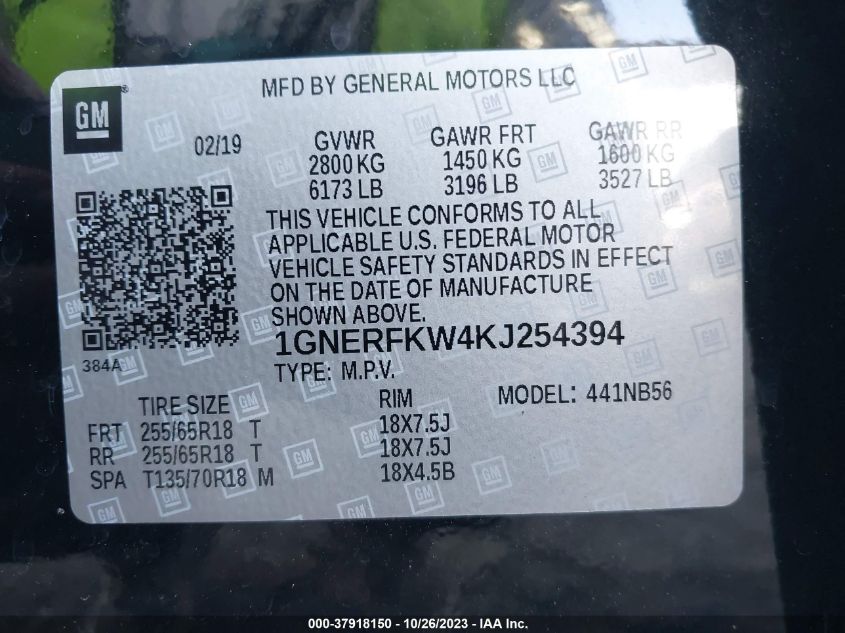 MFD BY GENERAL MOTORS LLC
GM ®
02/19 GVWR GAWR FRT GAWR RR
2800 KG 1450 KG 1600 KG
6173 LB 3196 LB 3527 LB
THIS VEHICLE CONFORMS TO ALL
APPLICABLE U.S. FEDERAL MOTOR
VEHICLE SAFETY STANDARDS IN EFFECT
ON THE DATE OF MANUFACTURE
SHOWN ABOVE.
1GNERFKW4KJ254394
384A
TYPE: M.P.V.
TIRE SIZE RIM MODEL: 441NB56
FRT 255/65R18 T 18X7.5J
RR 255/65R18 T 18X7.5J
SPA T135/70R18 M 18X4.5B
000-37918150 - 10/26/2023 - IAA Inc.